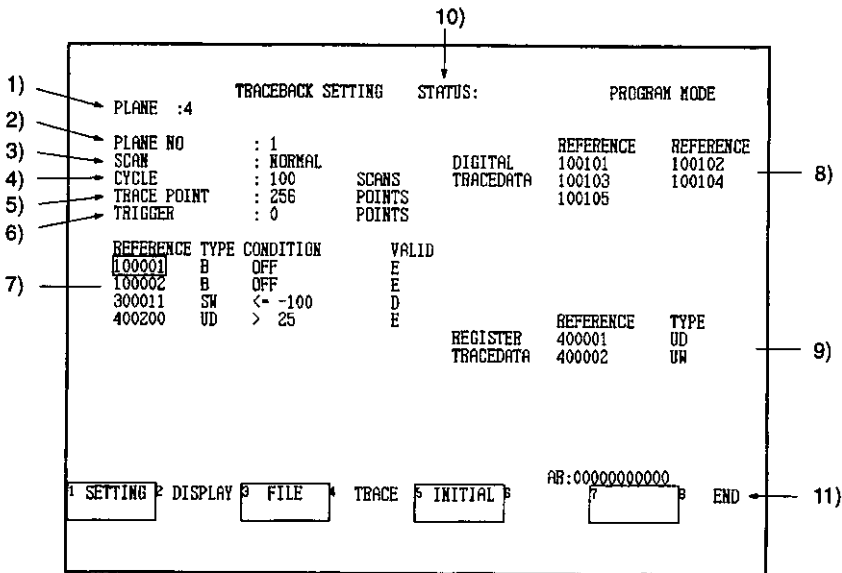 10)
TRACEBACK SETTING STATUS: PROGRAM MODE
1) PLANE :4
2) PLANE NO : 1 REFERENCE REFERENCE
3) SCAN : NORMAL DIGITAL 100101 100102
4) CYCLE : 100 SCANS TRACEDATA 100103 100104 8)
5) TRACE POINT : 256 POINTS 100105
6) TRIGGER : 0 POINTS
REFERENCE TYPE CONDITION VALID
100001 B OFF E
7) 100002 B OFF E
300011 SW <= -100 D
400200 UD > 25 E REFERENCE TYPE
REGISTER 400001 UD
TRACEDATA 400002 UW 9)
AR:00000000000
1 SETTING 2 DISPLAY 3 FILE 4 TRACE 5 INITIAL 6 7 8 END 11)